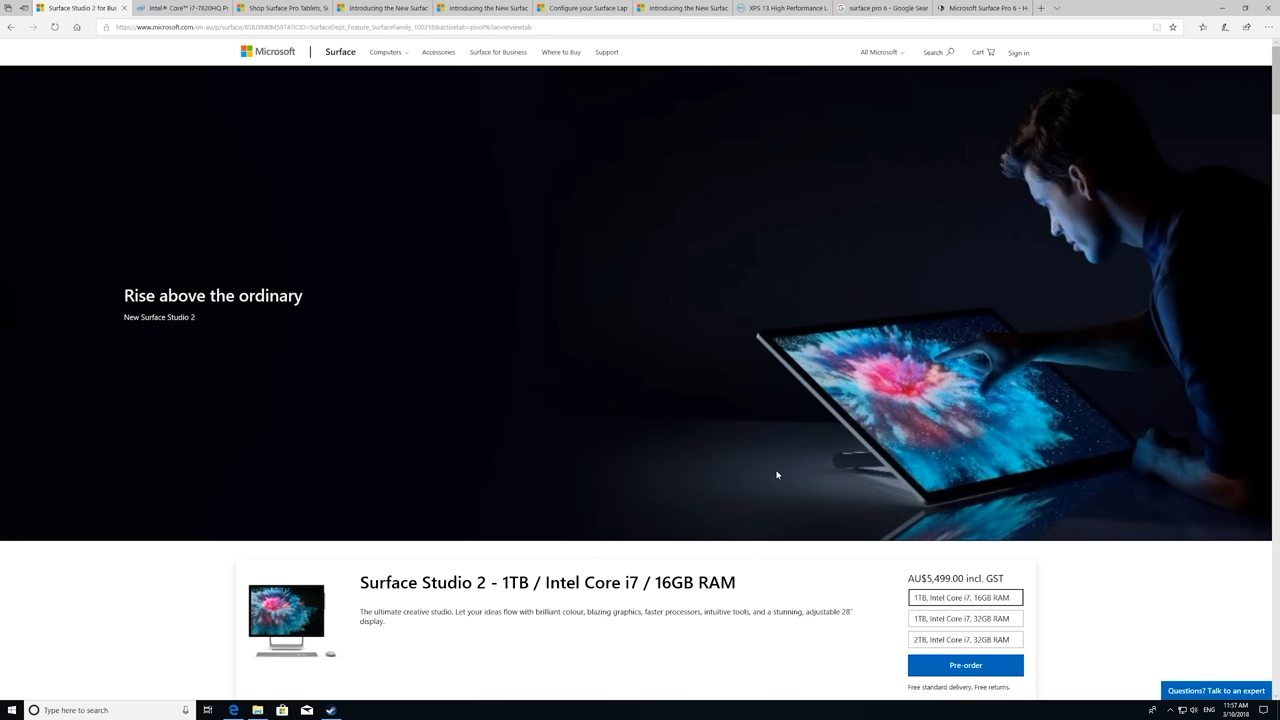 Surface Studio 2 for Bus
Intel® Core™ i7-7820HQ Pr
Shop Surface Pro Tablets, Su
Introducing the New Surfac
Introducing the New Surfac
Configure your Surface Lap
Introducing the New Surfac
XPS 13 High Performance L
surface pro 6 - Google Sear
Microsoft Surface Pro 6 - H
Microsoft
Surface
Computers
Accessories
Surface for Business
Where to Buy
Support
All Microsoft
Search
Cart
Sign in
Rise above the ordinary
New Surface Studio 2
Surface Studio 2 - 1TB / Intel Core i7 / 16GB RAM
The ultimate creative studio. Let your ideas flow with brilliant colour, blazing graphics, faster processors, intuitive tools, and a stunning, adjustable 28"
display.
AU$5,499.00 incl. GST
1TB, Intel Core i7, 16GB RAM
1TB, Intel Core i7, 32GB RAM
2TB, Intel Core i7, 32GB RAM
Pre-order
Free standard delivery. Free returns.
Questions? Talk to an expert
Type here to search
ENG
11:57 AM
3/10/2018